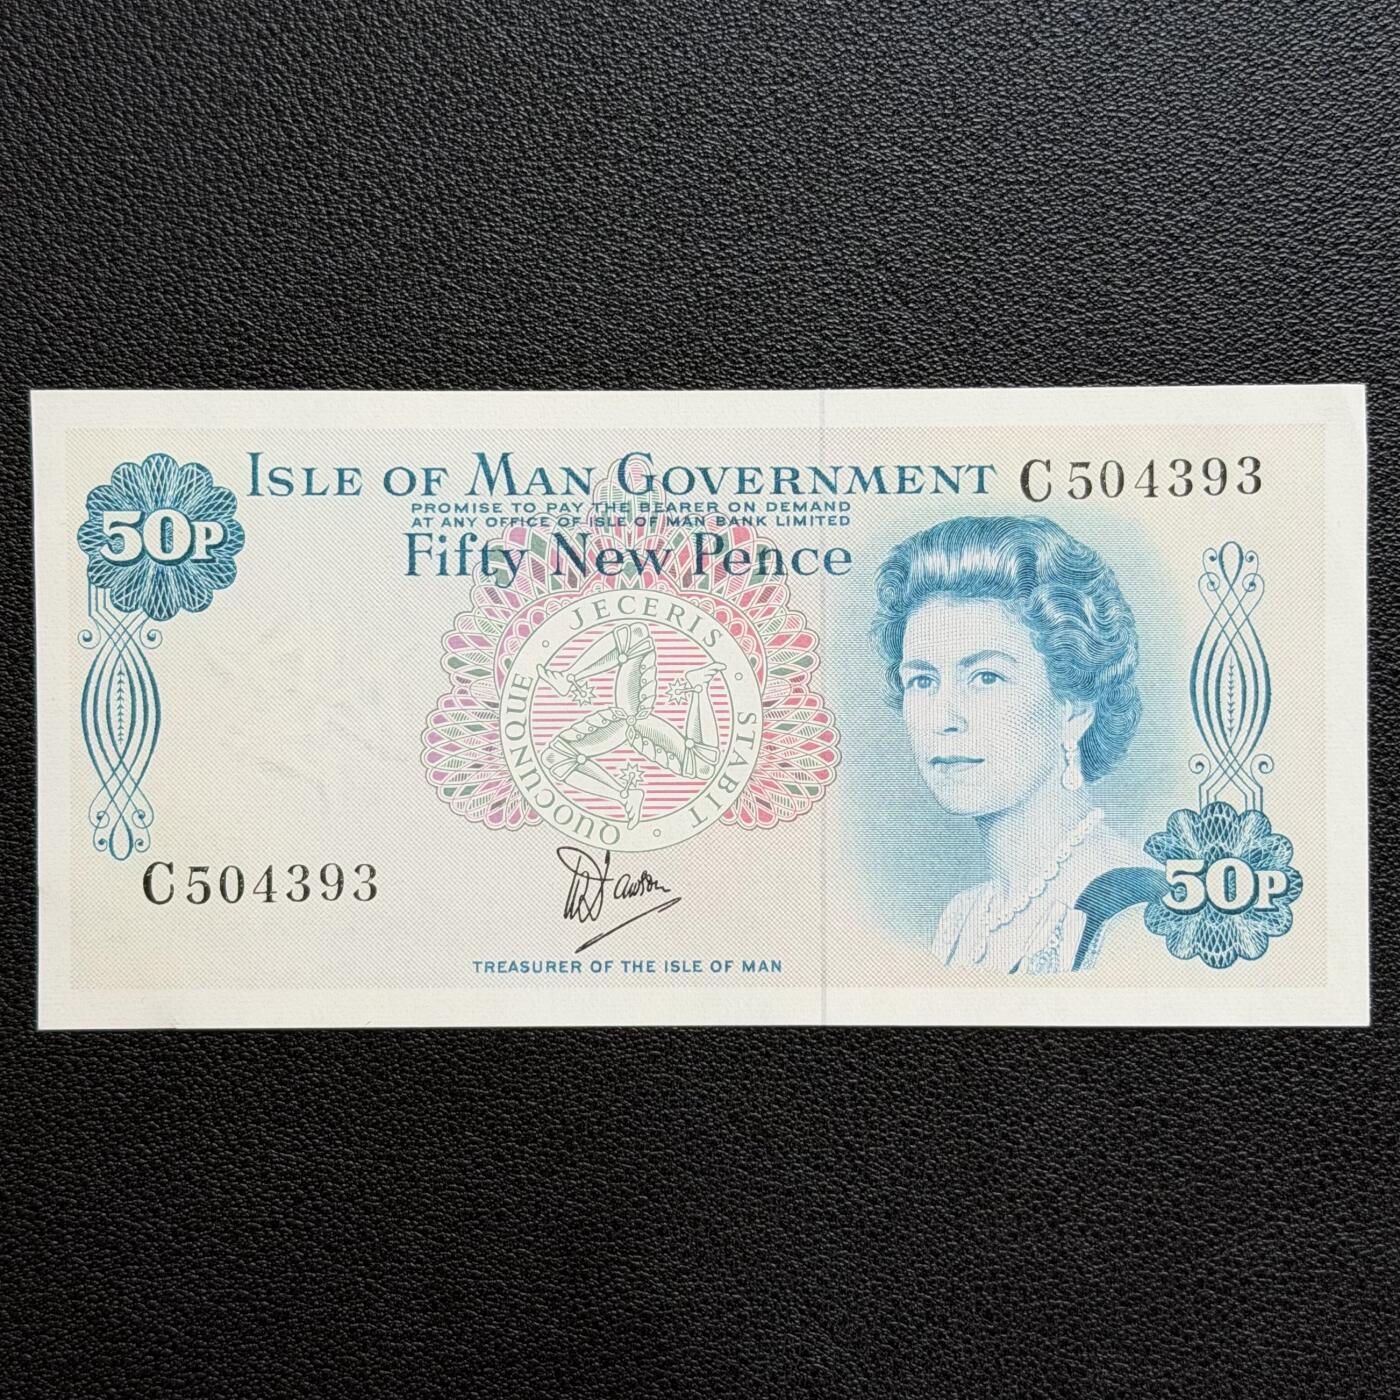 ISLE OF MAN GOVERNMENT C504393
PROMISE TO PAY THE BEARER ON DEMAND
AT ANY OFFICE OF ISLE OF MAN BANK LIMITED
50P
Fifty New Pence
QUOCUNQUE · JECERIS · STABIT ·
C504393
50P
Dawson
TREASURER OF THE ISLE OF MAN